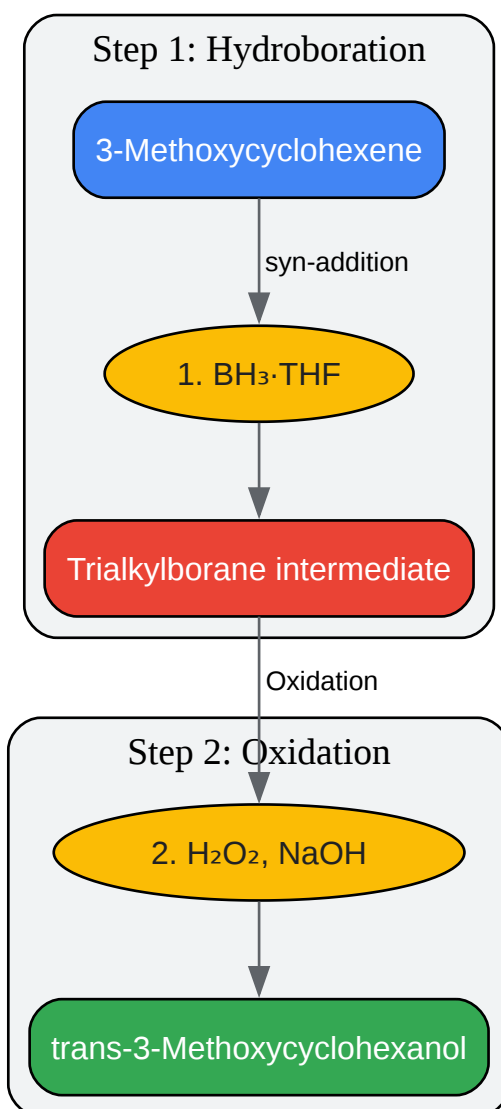 Step 1: Hydroboration
3-Methoxycyclohexene
syn-addition
1. BH₃·THF
Trialkylborane intermediate
Oxidation
Step 2: Oxidation
2. H₂O₂, NaOH
trans-3-Methoxycyclohexanol